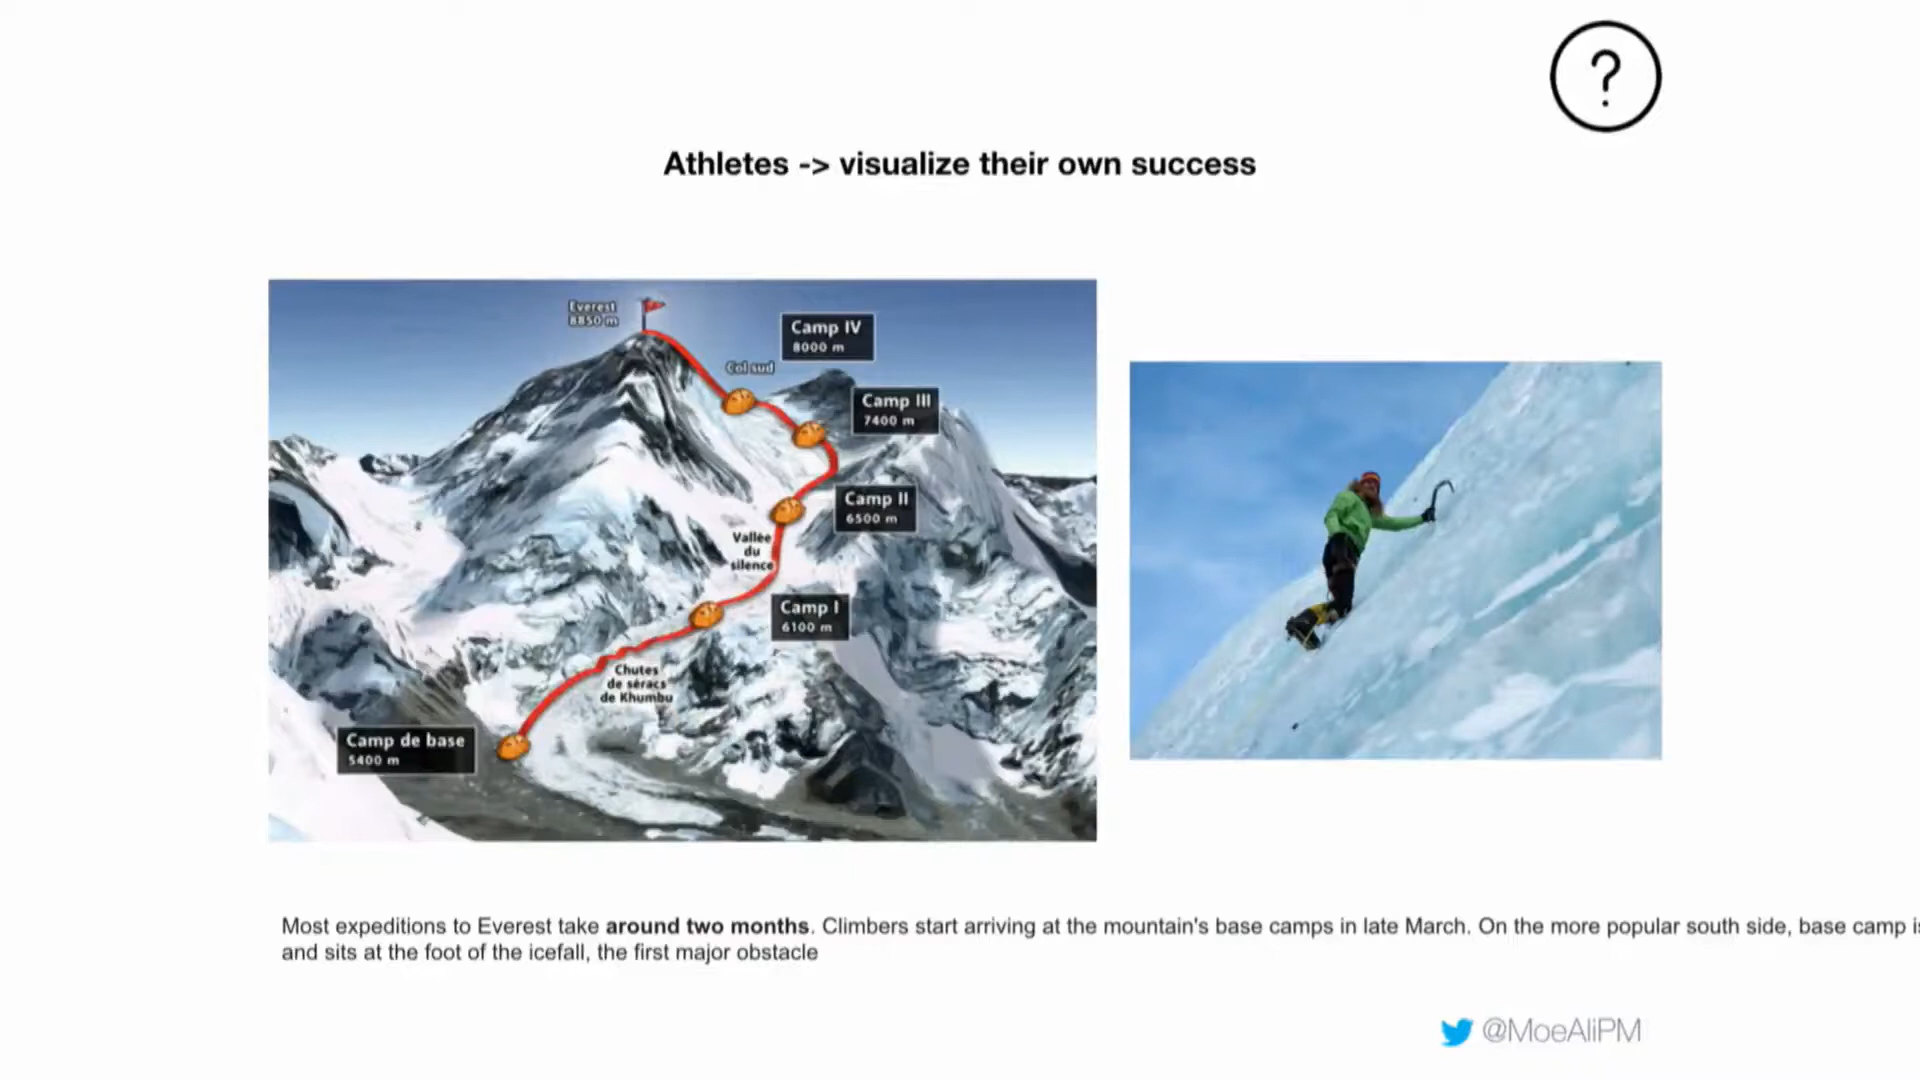 ?
Athletes -> visualize their own success
Everest
8850 m
Camp IV
8000 m
Col sud
Camp III
7400 m
Camp II
6500 m
Vallée
du
silence
Camp I
6100 m
Chutes
de séracs
de Khumbu
Camp de base
5400 m
Most expeditions to Everest take around two months. Climbers start arriving at the mountain's base camps in late March. On the more popular south side, base camp
and sits at the foot of the icefall, the first major obstacle
@MoeAliPM